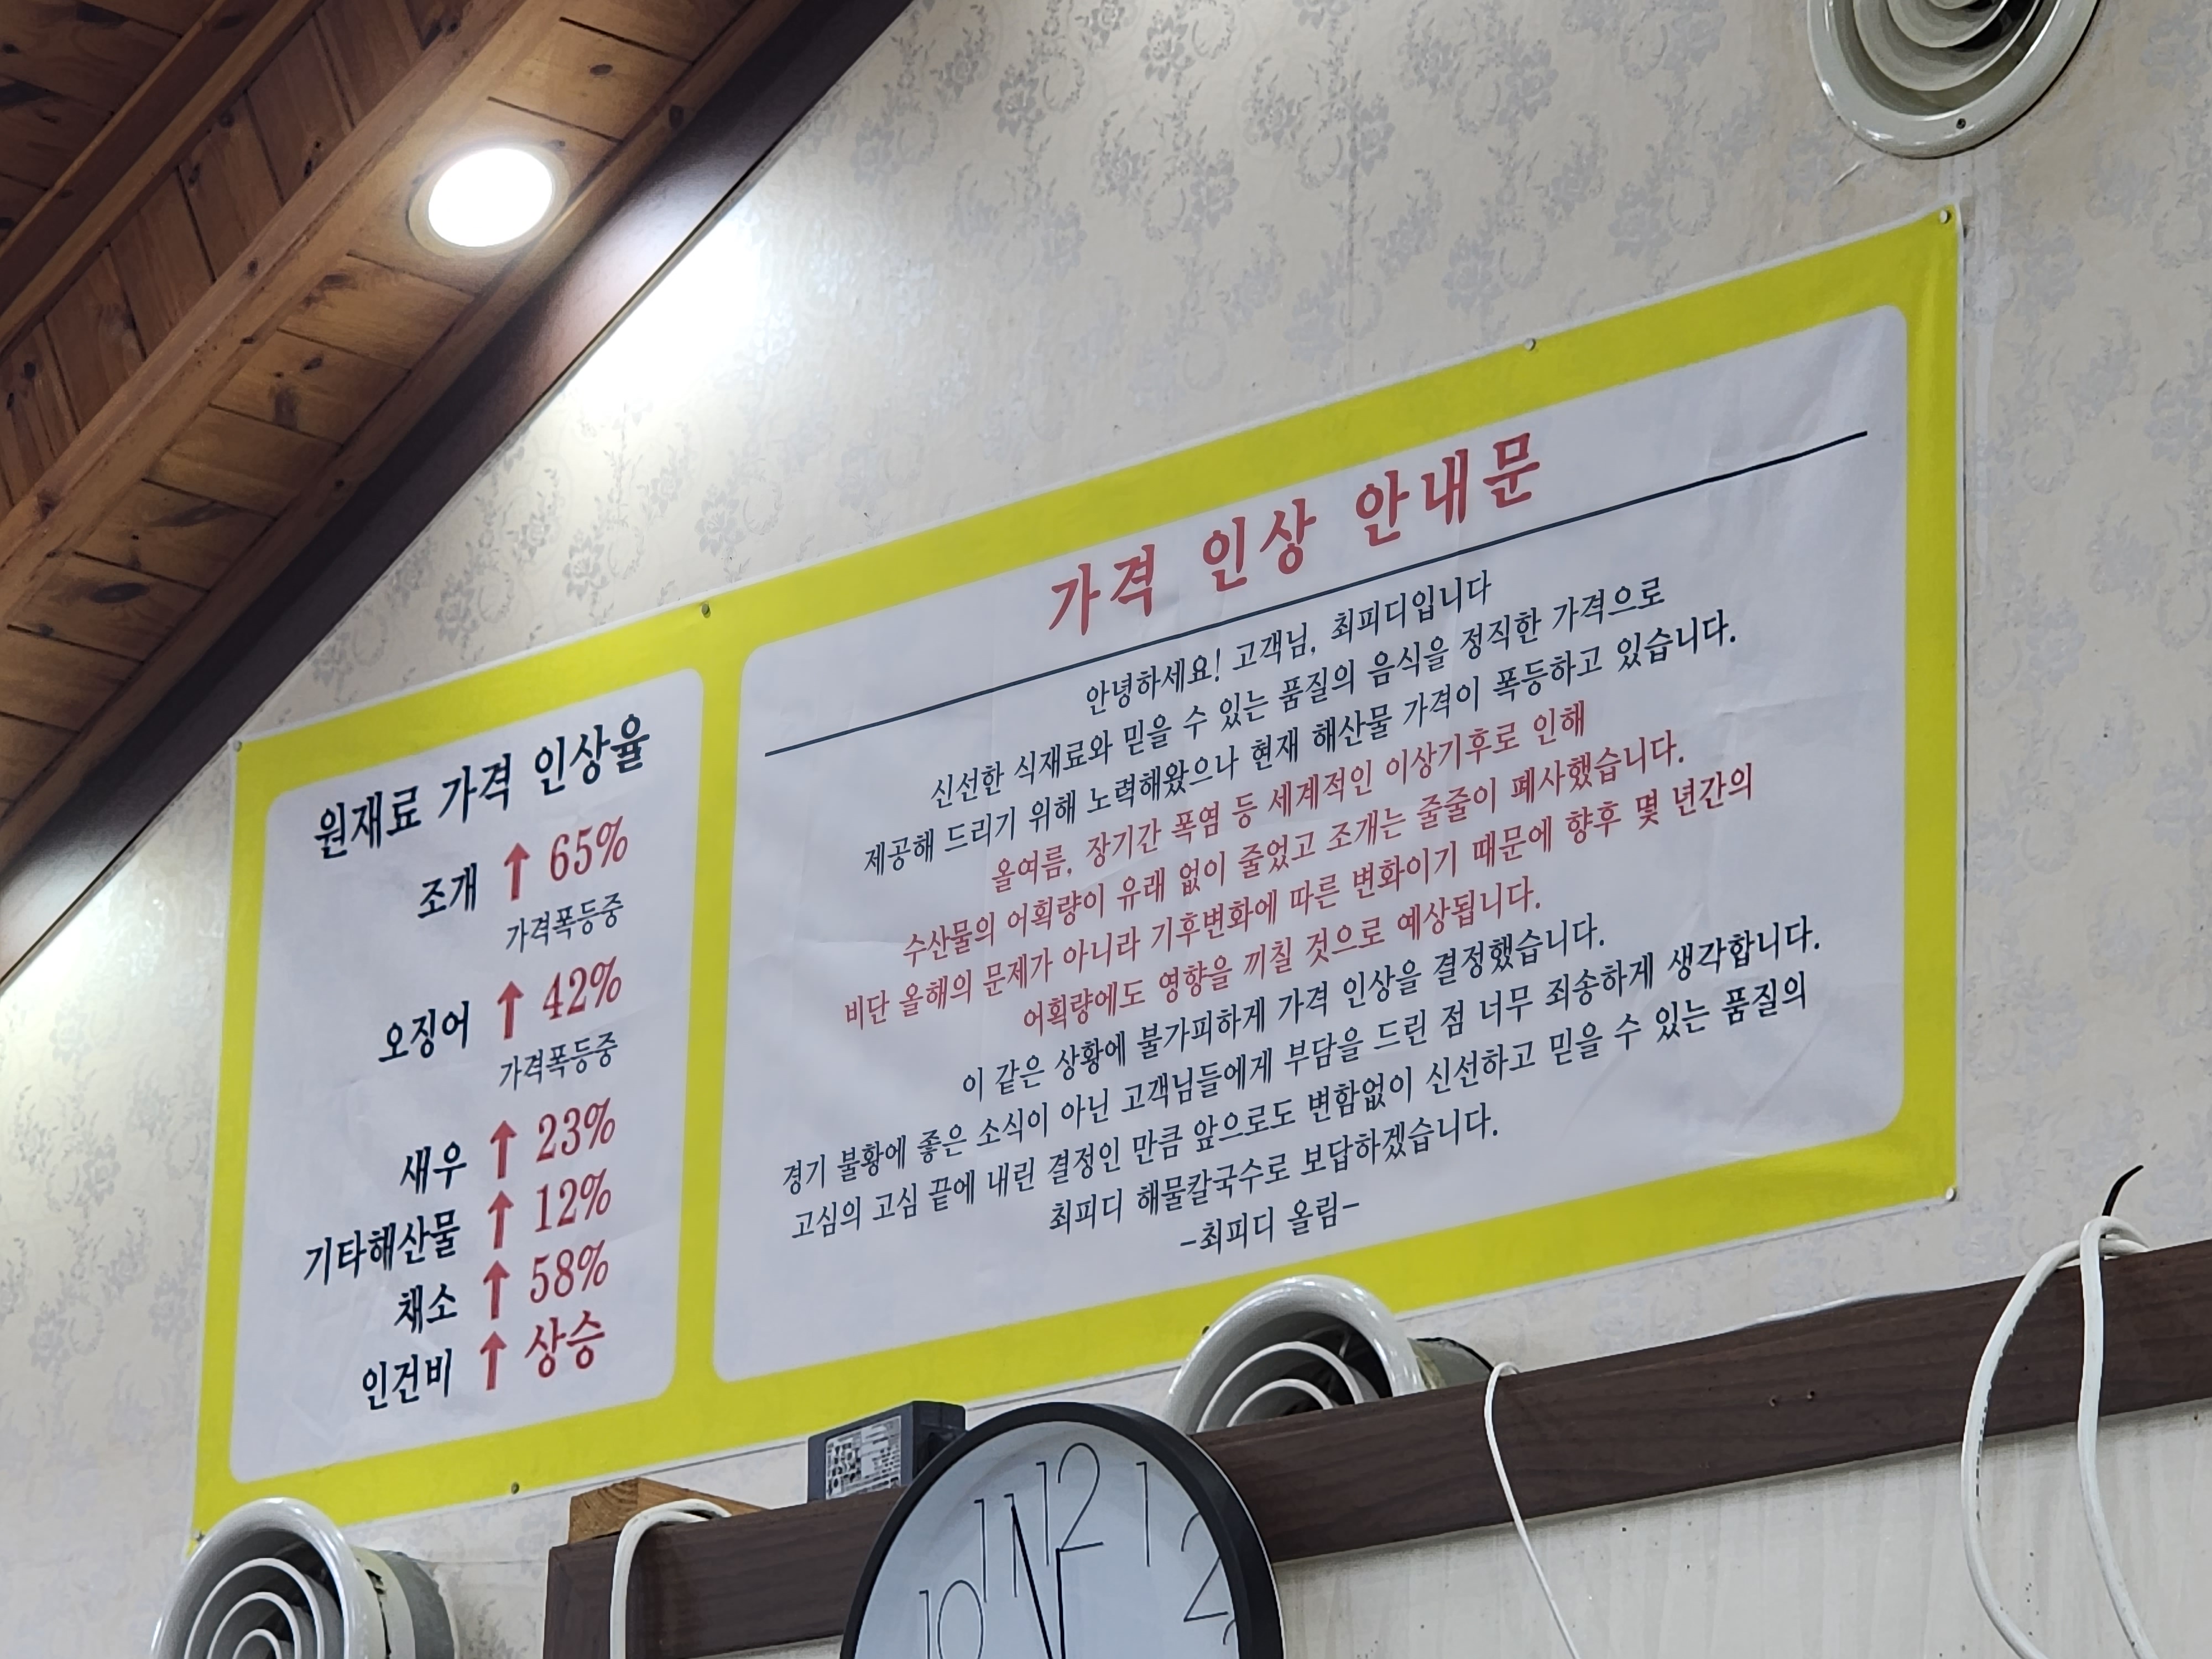 원재료 가격 인상율
조개 ↑ 65%
가격폭등중
오징어 ↑ 42%
가격폭등중
새우 ↑ 23%
기타해산물 ↑ 12%
채소 ↑ 58%
인건비 ↑ 상승
가격 인상 안내문
안녕하세요! 고객님, 최피디입니다
신선한 식재료와 믿을 수 있는 품질의 음식을 정직한 가격으로
제공해 드리기 위해 노력해왔으나 현재 해산물 가격이 폭등하고 있습니다.
올여름, 장기간 폭염 등 세계적인 이상기후로 인해
수산물의 어획량이 유래 없이 줄었고 조개는 줄줄이 폐사했습니다.
비단 올해의 문제가 아니라 기후변화에 따른 변화이기 때문에 향후 몇 년간의
어획량에도 영향을 끼칠 것으로 예상됩니다.
이 같은 상황에 불가피하게 가격 인상을 결정했습니다.
경기 불황에 좋은 소식이 아닌 고객님들에게 부담을 드린 점 너무 죄송하게 생각합니다.
고심의 고심 끝에 내린 결정인 만큼 앞으로도 변함없이 신선하고 믿을 수 있는 품질의
최피디 해물칼국수로 보답하겠습니다.
-최피디 올림-
10 11 12 1 2